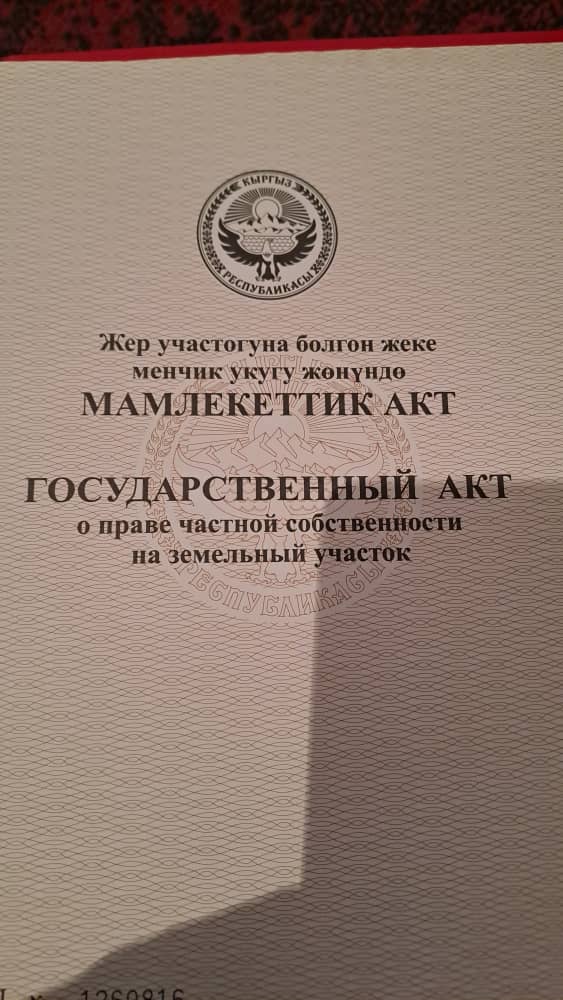 КЫРГЫЗ
РЕСПУБЛИКАСЫ
Жер участогуна болгон жеке
менчик укугу жөнүндө
МАМЛЕКЕТТИК АКТ
ГОСУДАРСТВЕННЫЙ АКТ
о праве частной собственности
на земельный участок
РЕСПУБЛИКАСЫ